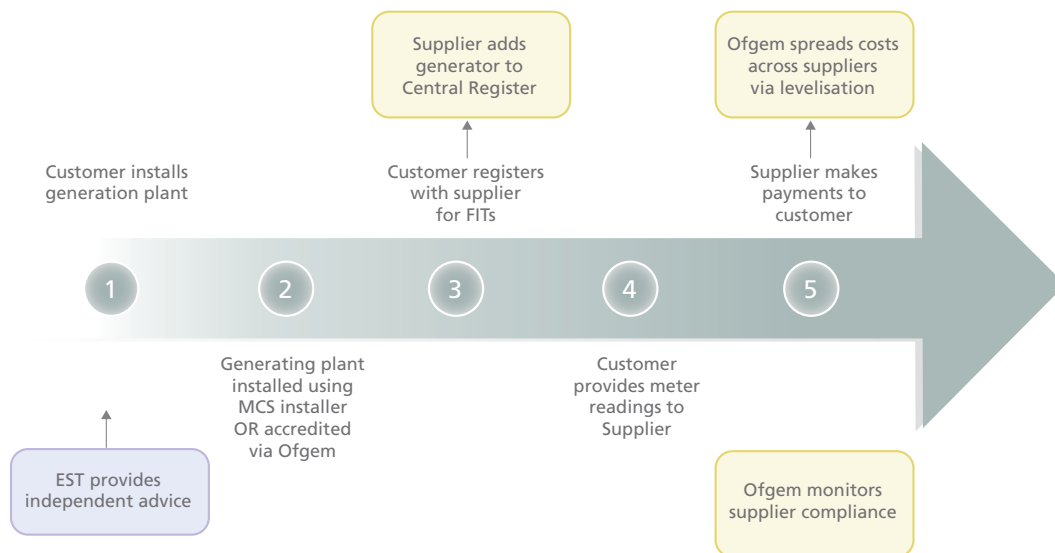 Supplier adds
generator to
Central Register
Ofgem spreads costs
across suppliers
via levelisation
Customer installs
generation plant
Customer registers
with supplier
for FITs
Supplier makes
payments to
customer
1
2
3
4
5
Generating plant
installed using
MCS installer
OR accredited
via Ofgem
Customer
provides meter
readings to
Supplier
EST provides
independent advice
Ofgem monitors
supplier compliance